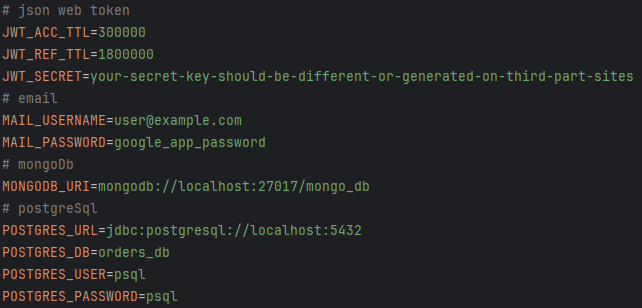 # json web token
JWT_ACC_TTL=300000
JWT_REF_TTL=1800000
JWT_SECRET=your-secret-key-should-be-different-or-generated-on-third-part-sites
# email
MAIL_USERNAME=user@example.com
MAIL_PASSWORD=google_app_password
# mongoDb
MONGODB_URI=mongodb://localhost:27017/mongo_db
# postgreSql
POSTGRES_URL=jdbc:postgresql://localhost:5432
POSTGRES_DB=orders_db
POSTGRES_USER=psql
POSTGRES_PASSWORD=psql